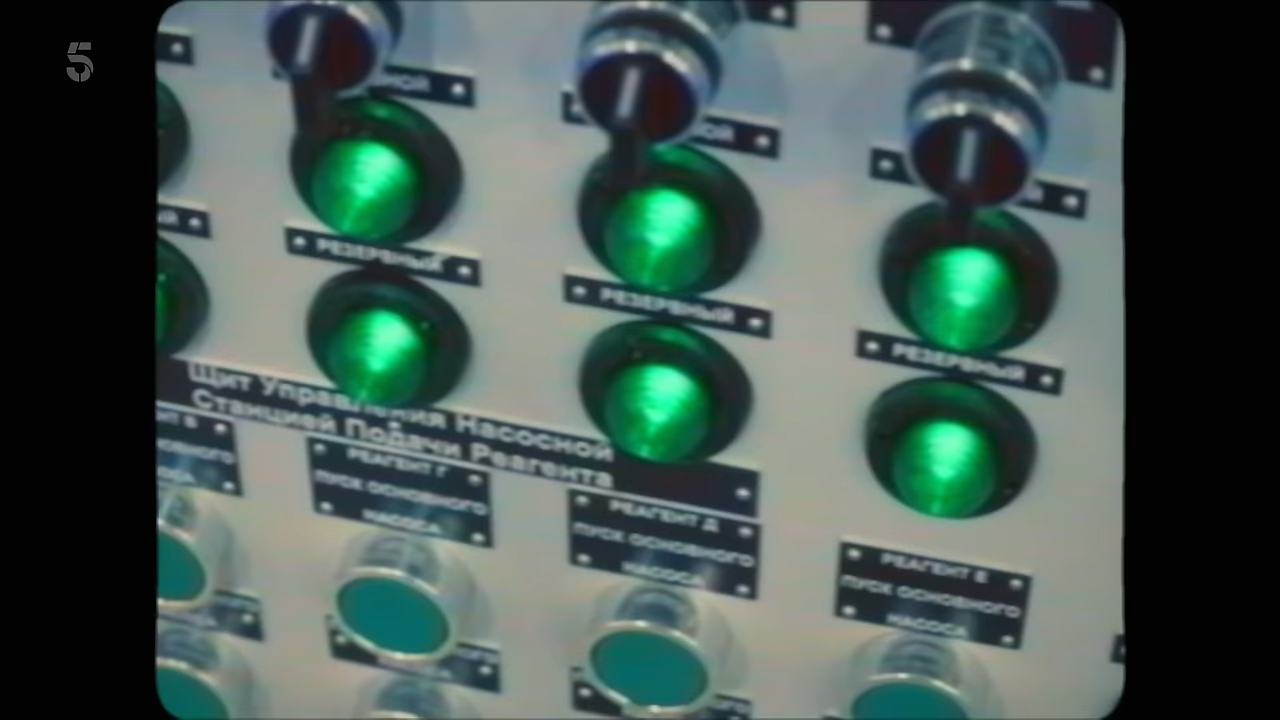 5
РЕЗЕРВНЫЙ
РЕЗЕРВНЫЙ
РЕЗЕРВНЫЙ
Щит Управления Насосной
Станцией Подачи Реагента
РЕАГЕНТ Г
ПУСК ОСНОВНОГО
НАСОСА
РЕАГЕНТ Д
ПУСК ОСНОВНОГО
НАСОСА
РЕАГЕНТ Е
ПУСК ОСНОВНОГО
НАСОСА